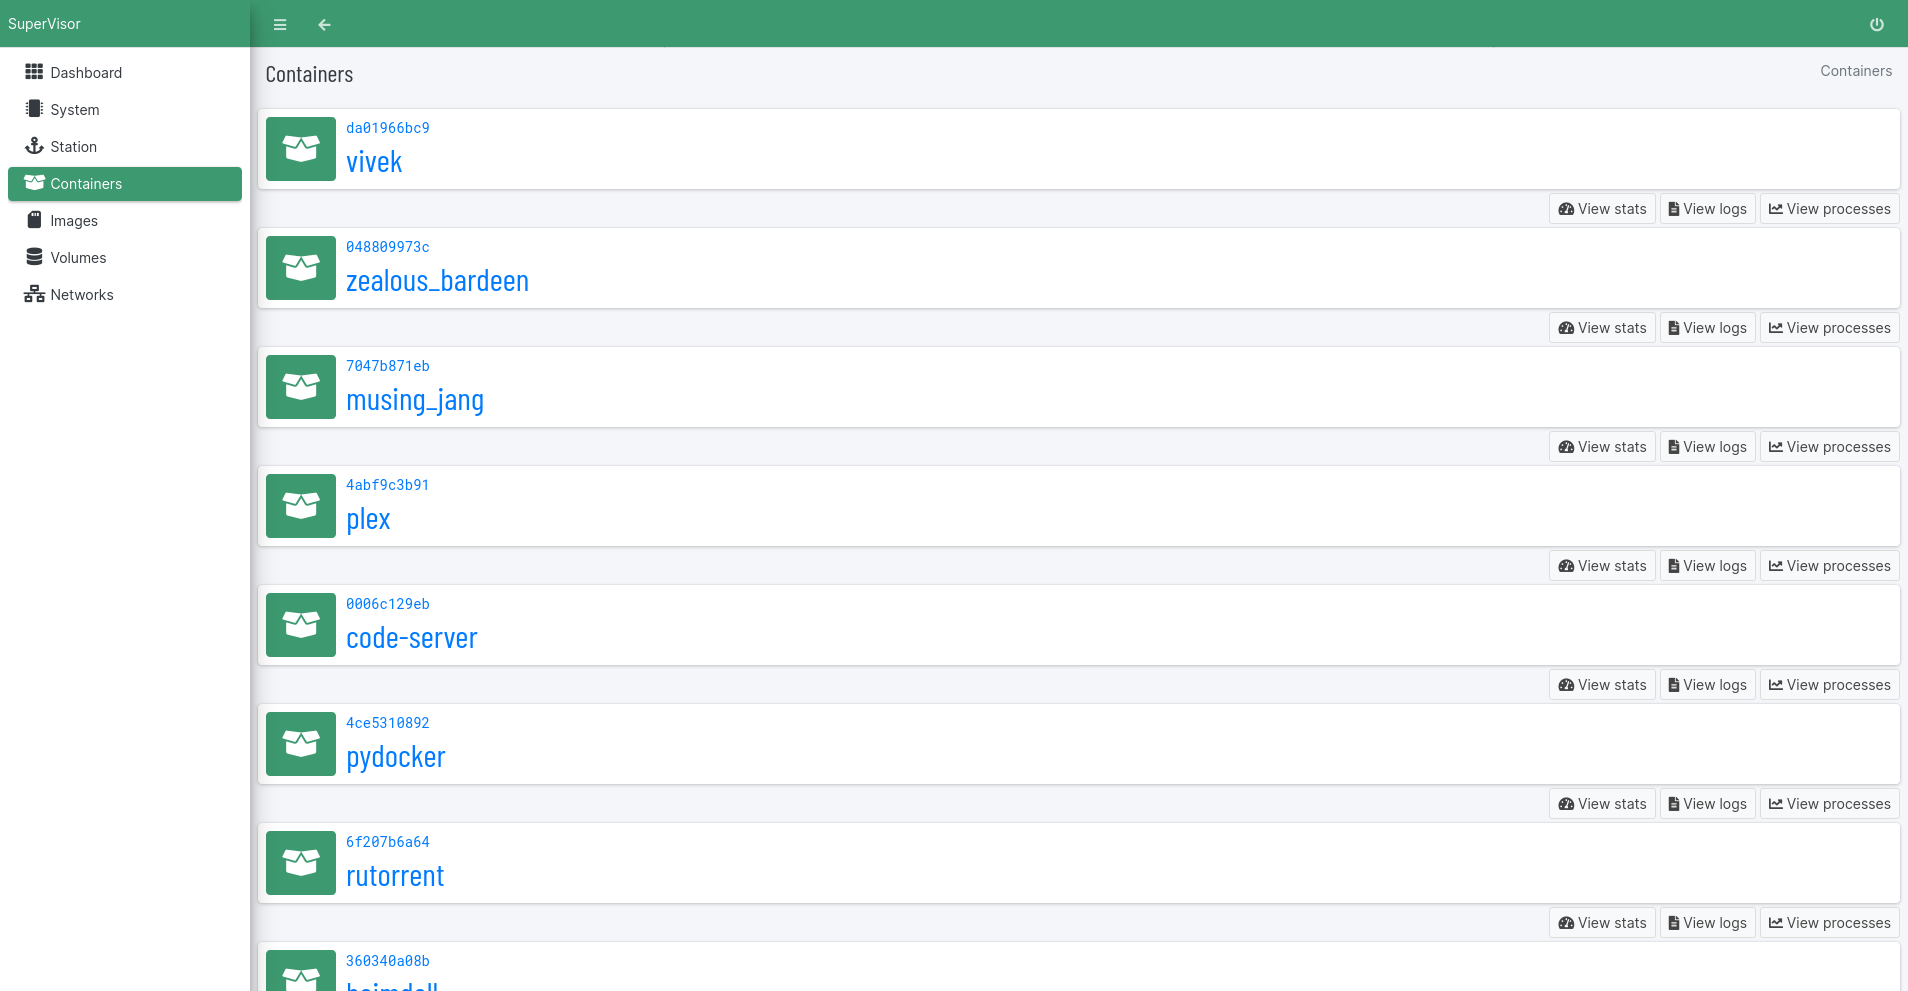 SuperVisor
Dashboard
System
Station
Containers
Images
Volumes
Networks
Containers
Containers
da01966bc9
vivek
View stats View logs View processes
048809973c
zealous_bardeen
View stats View logs View processes
7047b871eb
musing_jang
View stats View logs View processes
4abf9c3b91
plex
View stats View logs View processes
0006c129eb
code-server
View stats View logs View processes
4ce5310892
pydocker
View stats View logs View processes
6f207b6a64
rutorrent
View stats View logs View processes
360340a08b
heimdall